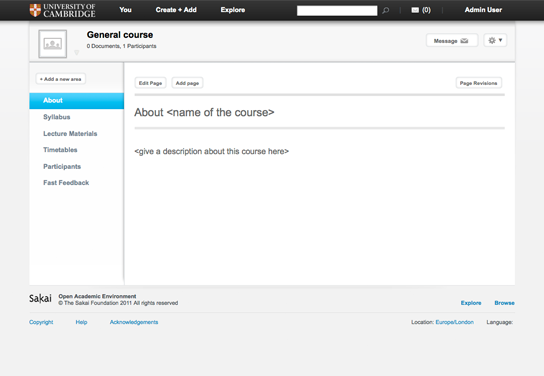 UNIVERSITY OF CAMBRIDGE You Create + Add Explore (0) Admin User
General course
0 Documents, 1 Participants
Message
+ Add a new area
Edit Page Add page Page Revisions
About
Syllabus
Lecture Materials
Timetables
Participants
Fast Feedback
About <name of the course>
<give a description about this course here>
Sakai
Open Academic Environment
© The Sakai Foundation 2011 All rights reserved
Explore Browse
Copyright Help Acknowledgements Location: Europe/London Language: